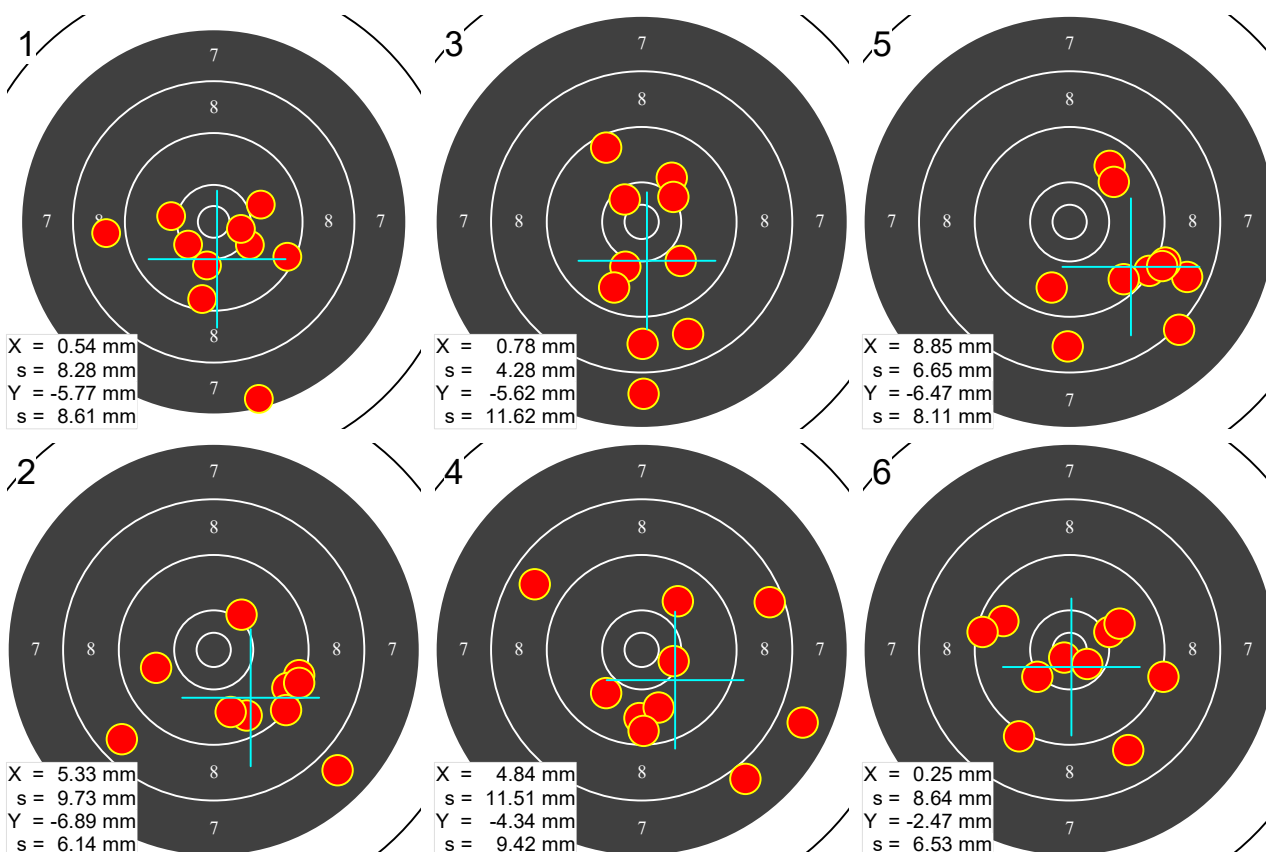 1
7
8
7 8 8 7
8
7
X = 0.54 mm
s = 8.28 mm
Y = -5.77 mm
s = 8.61 mm
3
7
8
7 8 8 7
X = 0.78 mm
s = 4.28 mm
Y = -5.62 mm
s = 11.62 mm
5
7
8
7 8 8 7
7
X = 8.85 mm
s = 6.65 mm
Y = -6.47 mm
s = 8.11 mm
2
7
8
7 8 8 7
8
7
X = 5.33 mm
s = 9.73 mm
Y = -6.89 mm
s = 6.14 mm
4
7
8
7 8 8 7
8
7
X = 4.84 mm
s = 11.51 mm
Y = -4.34 mm
s = 9.42 mm
6
7
8
7 8 8 7
8
7
X = 0.25 mm
s = 8.64 mm
Y = -2.47 mm
s = 6.53 mm